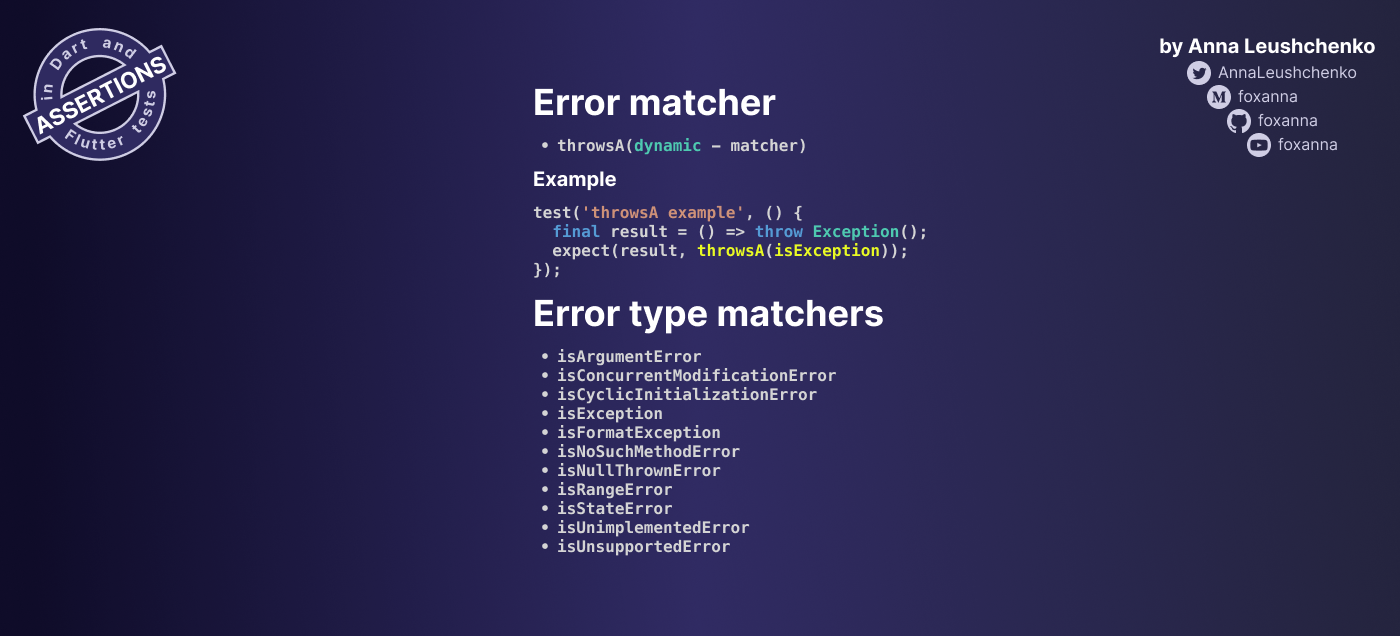 in Dart and
ASSERTIONS
Flutter tests
by Anna Leushchenko
AnnaLeushchenko
M foxanna
foxanna
foxanna
Error matcher
• throwsA(dynamic – matcher)
Example
test('throwsA example', () {
  final result = () => throw Exception();
  expect(result, throwsA(isException));
});
Error type matchers
• isArgumentError
• isConcurrentModificationError
• isCyclicInitializationError
• isException
• isFormatException
• isNoSuchMethodError
• isNullThrownError
• isRangeError
• isStateError
• isUnimplementedError
• isUnsupportedError